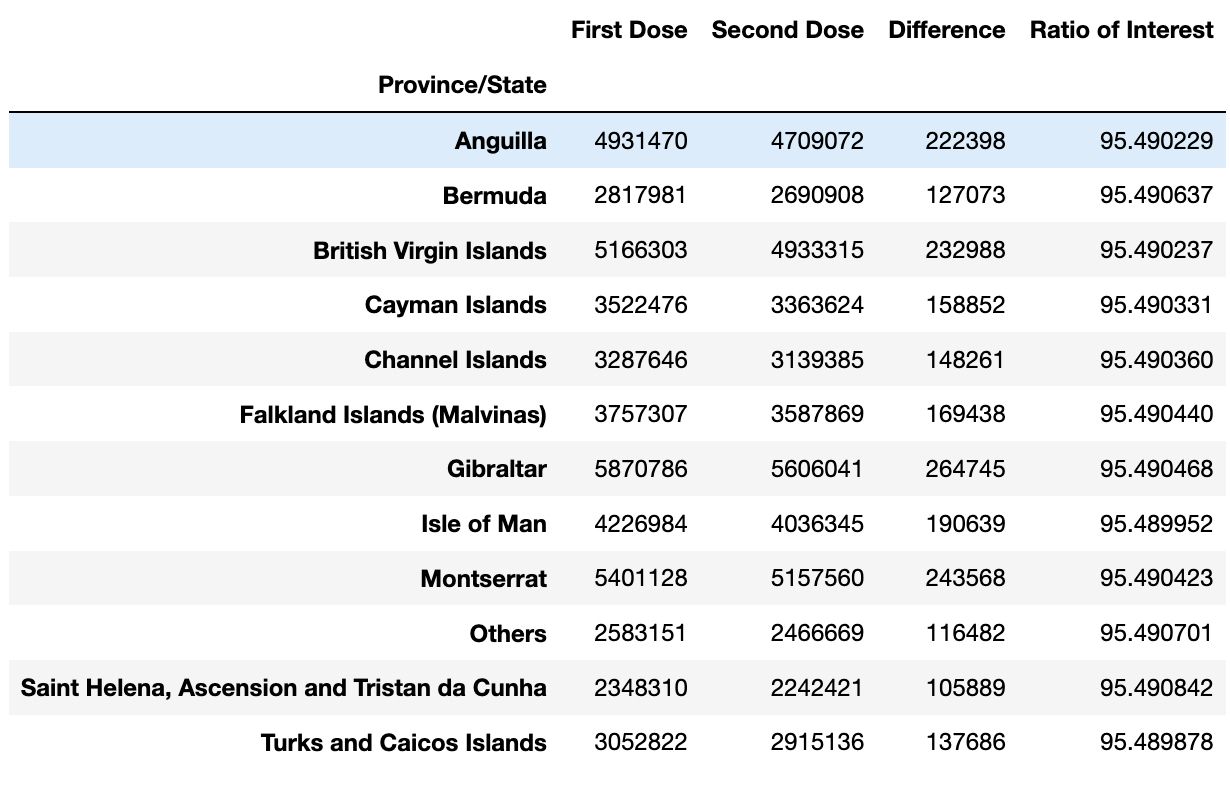 First Dose Second Dose Difference Ratio of Interest
Province/State
Anguilla 4931470 4709072 222398 95.490229
Bermuda 2817981 2690908 127073 95.490637
British Virgin Islands 5166303 4933315 232988 95.490237
Cayman Islands 3522476 3363624 158852 95.490331
Channel Islands 3287646 3139385 148261 95.490360
Falkland Islands (Malvinas) 3757307 3587869 169438 95.490440
Gibraltar 5870786 5606041 264745 95.490468
Isle of Man 4226984 4036345 190639 95.489952
Montserrat 5401128 5157560 243568 95.490423
Others 2583151 2466669 116482 95.490701
Saint Helena, Ascension and Tristan da Cunha 2348310 2242421 105889 95.490842
Turks and Caicos Islands 3052822 2915136 137686 95.489878